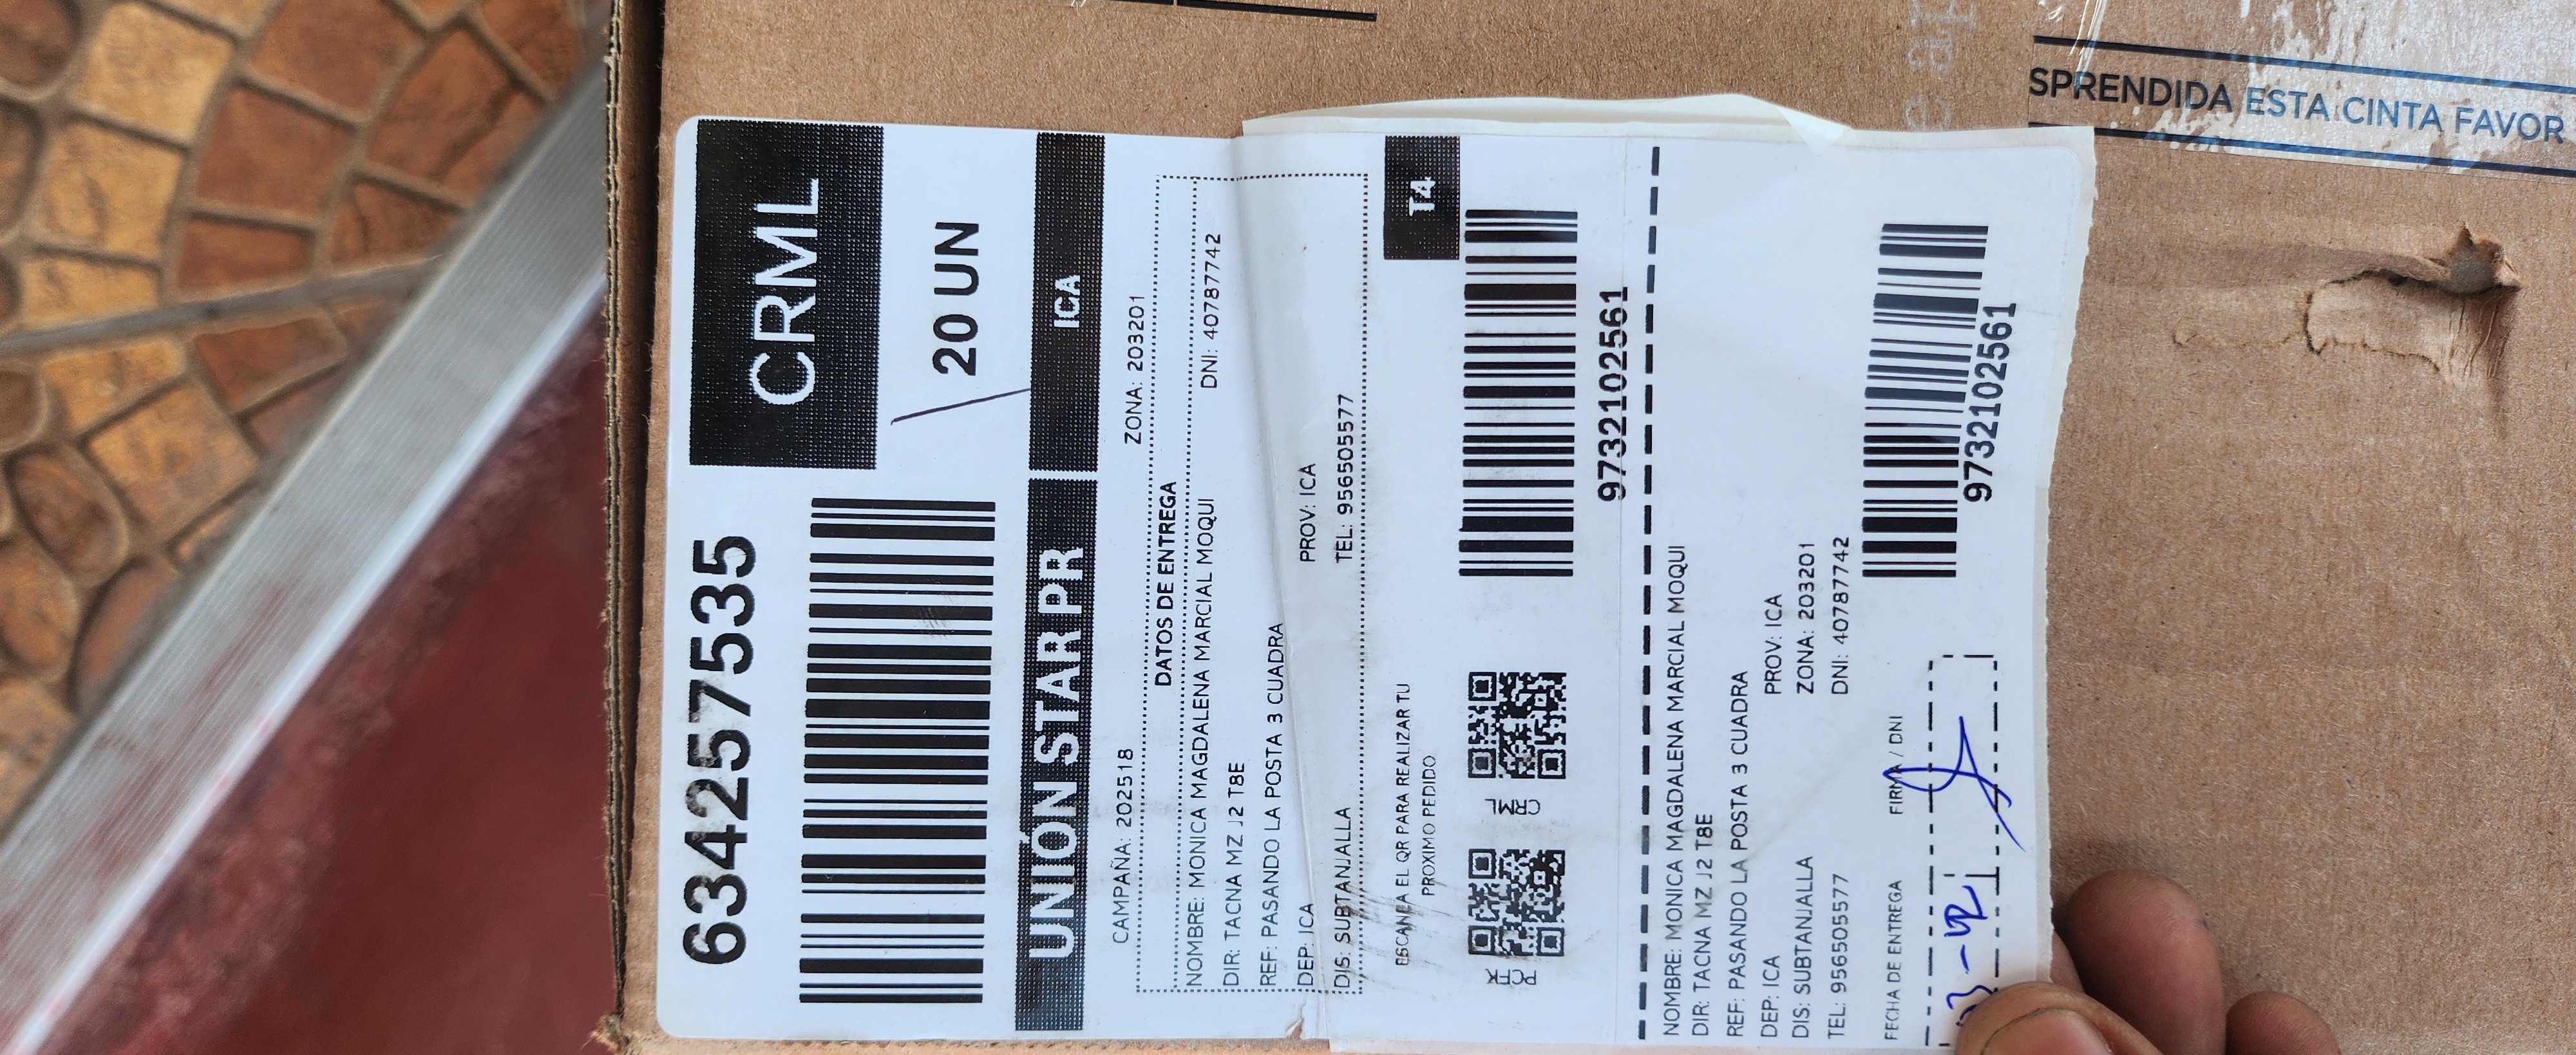 6342575535
CRML
20 UN
UNIÓN STAR PR
ICA
CAMPAÑA: 202518
ZONA: 203201
DATOS DE ENTREGA
NOMBRE: MONICA MAGDALENA MARCIAL MOQUI
DNI: 40787742
DIR: TACNA MZ J2 T8E
REF: PASANDO LA POSTA 3 CUADRA
DEP: ICA
PROV: ICA
DIS: SUBTANJALLA
TEL: 956505577
T4
ESCANEA EL QR PARA REALIZAR TU
PROXIMO PEDIDO
CRML
9732102561
NOMBRE: MONICA MAGDALENA MARCIAL MOQUI
DIR: TACNA MZ J2 T8E
REF: PASANDO LA POSTA 3 CUADRA
DEP: ICA
PROV: ICA
DIS: SUBTANJALLA
ZONA: 203201
TEL: 956505577
DNI: 40787742
FECHA DE ENTREGA
FIRMA / DNI
9732102561
SPRENDIDA ESTA CINTA FAVOR